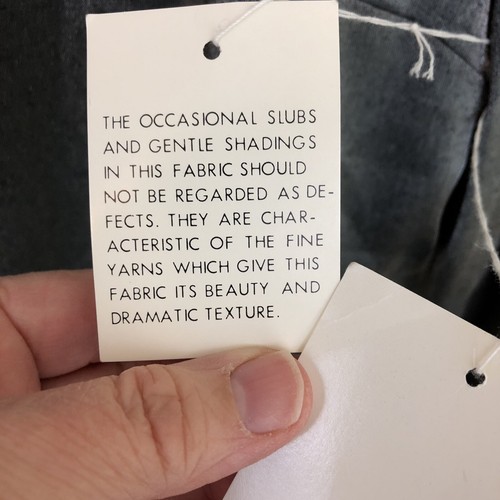 THE OCCASIONAL SLUBS
AND GENTLE SHADINGS
IN THIS FABRIC SHOULD
NOT BE REGARDED AS DE-
FECTS. THEY ARE CHAR-
ACTERISTIC OF THE FINE
YARNS WHICH GIVE THIS
FABRIC ITS BEAUTY AND
DRAMATIC TEXTURE.